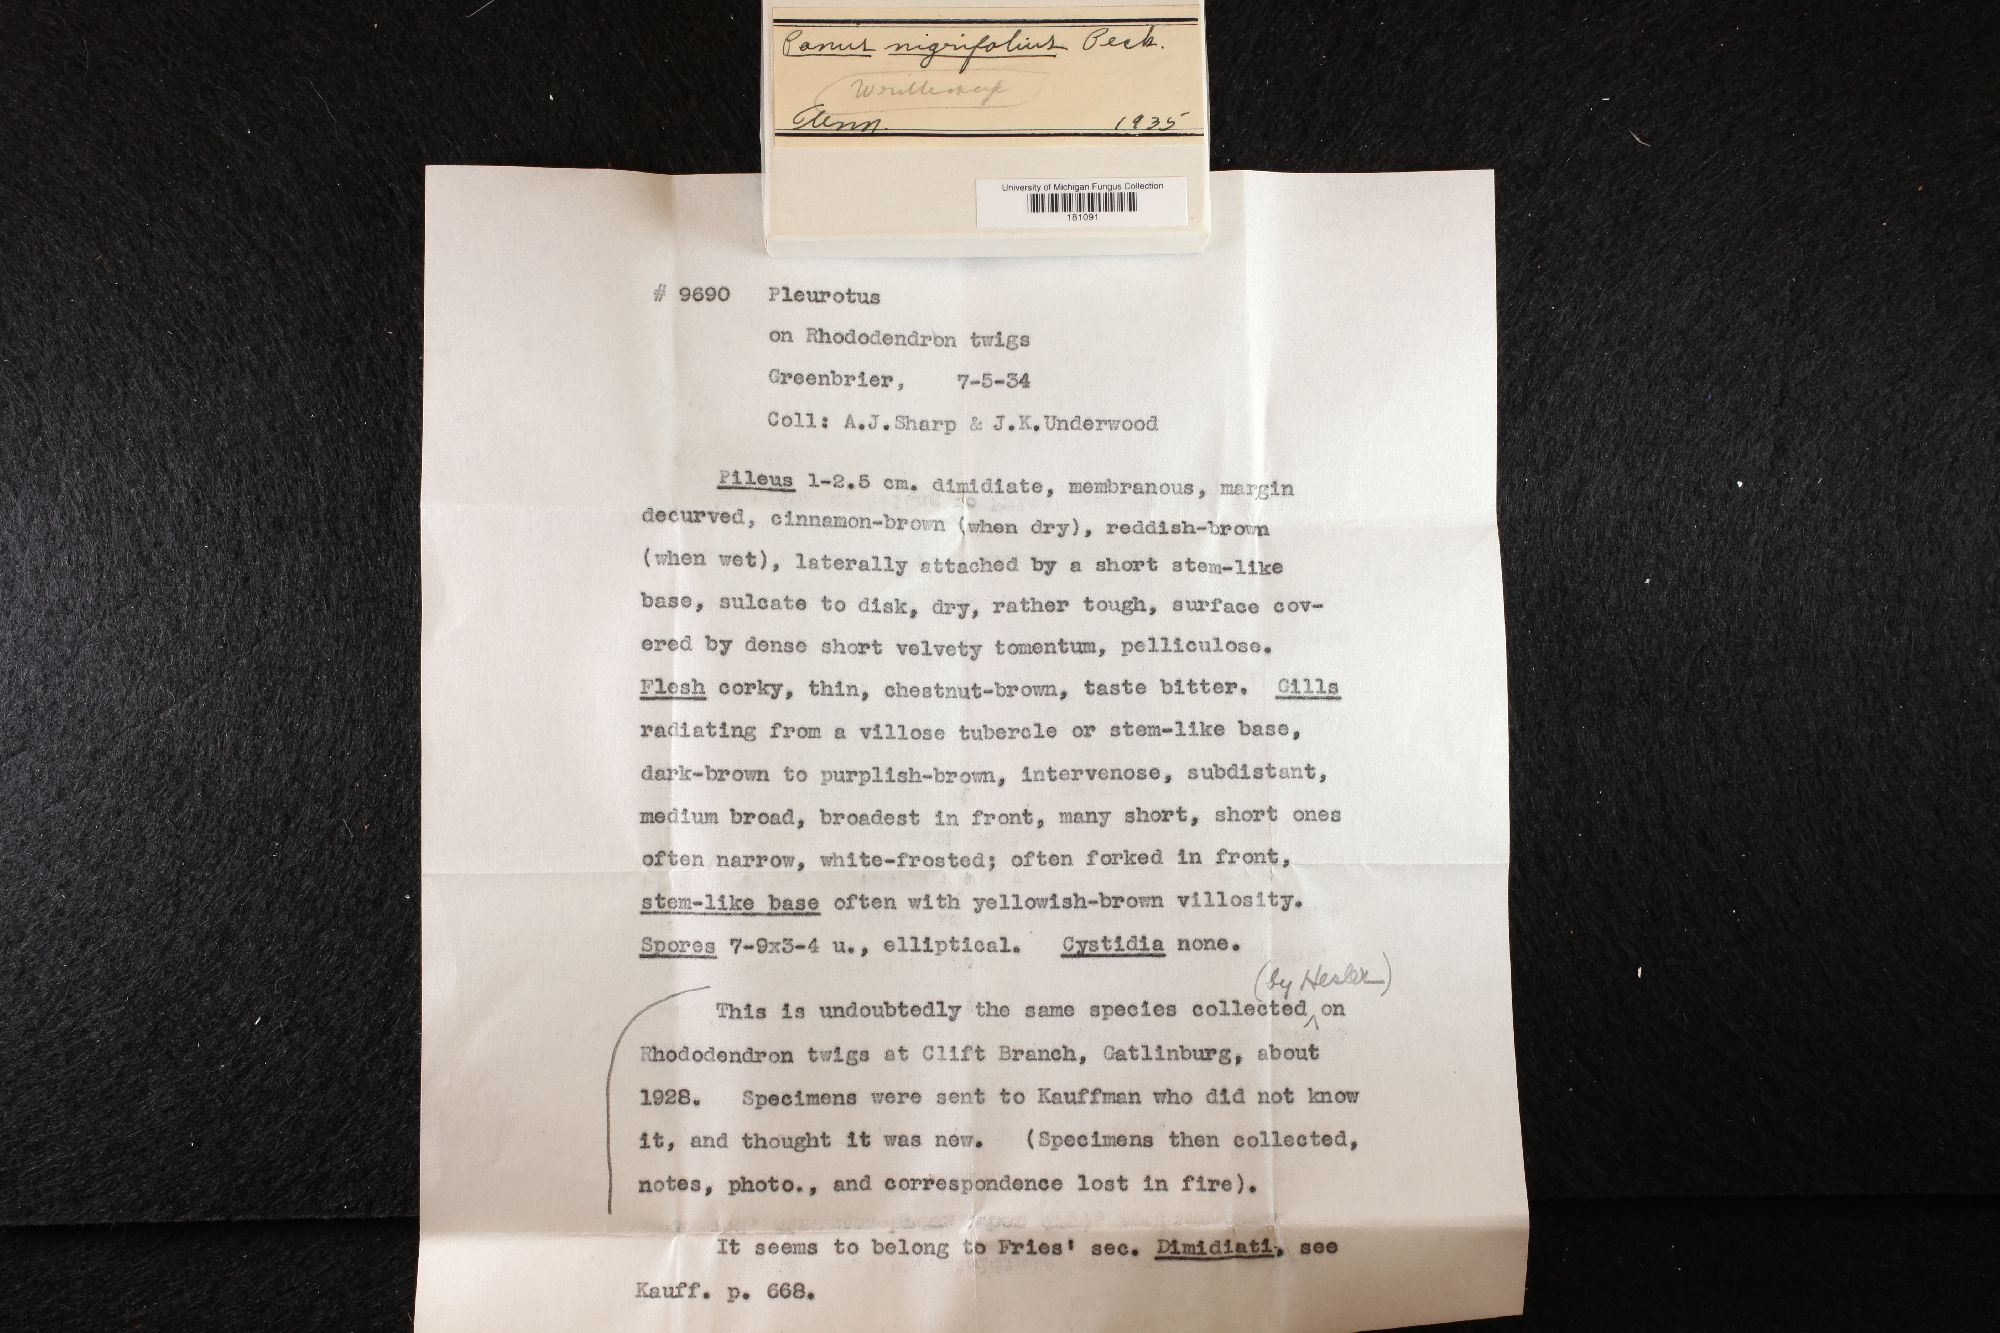 Panus nigrifolius Peck.
Tenn. 1935
University of Michigan Fungus Collection
181091
# 9690 Pleurotus
on Rhododendron twigs
Greenbrier, 7-5-34
Coll: A.J.Sharp & J.K.Underwood
Pileus 1-2.5 cm. dimidiate, membranous, margin
decurved, cinnamon-brown (when dry), reddish-brown
(when wet), laterally attached by a short stem-like
base, sulcate to disk, dry, rather tough, surface cov-
ered by dense short velvety tomentum, pelliculose.
Flesh corky, thin, chestnut-brown, taste bitter. Gills
radiating from a villose tubercle or stem-like base,
dark-brown to purplish-brown, intervenose, subdistant,
medium broad, broadest in front, many short, short ones
often narrow, white-frosted; often forked in front,
stem-like base often with yellowish-brown villosity.
Spores 7-9x3-4 u., elliptical. Cystidia none.
(by Hesler)
This is undoubtedly the same species collected ^ on
Rhododendron twigs at Clift Branch, Gatlinburg, about
1928. Specimens were sent to Kauffman who did not know
it, and thought it was new. (Specimens then collected,
notes, photo., and correspondence lost in fire).
It seems to belong to Fries' sec. Dimidiati, see
Kauff. p. 668.